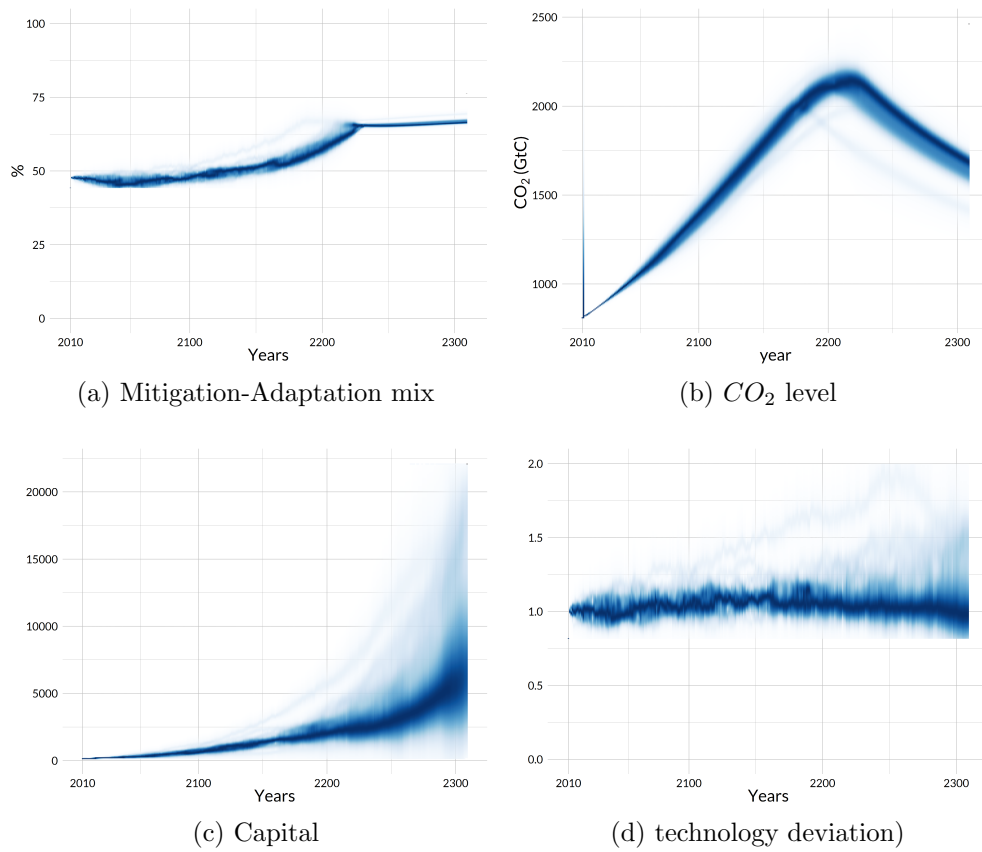 100
75
50
25
0
%
2010 2100 2200 2300
Years
(a) Mitigation-Adaptation mix
2500
2000
1500
1000
CO2 (GtC)
2010 2100 2200 2300
year
(b) CO2 level
20000
15000
10000
5000
0
2010 2100 2200 2300
Years
(c) Capital
2.0
1.5
1.0
0.5
0.0
2010 2100 2200 2300
Years
(d) technology deviation)